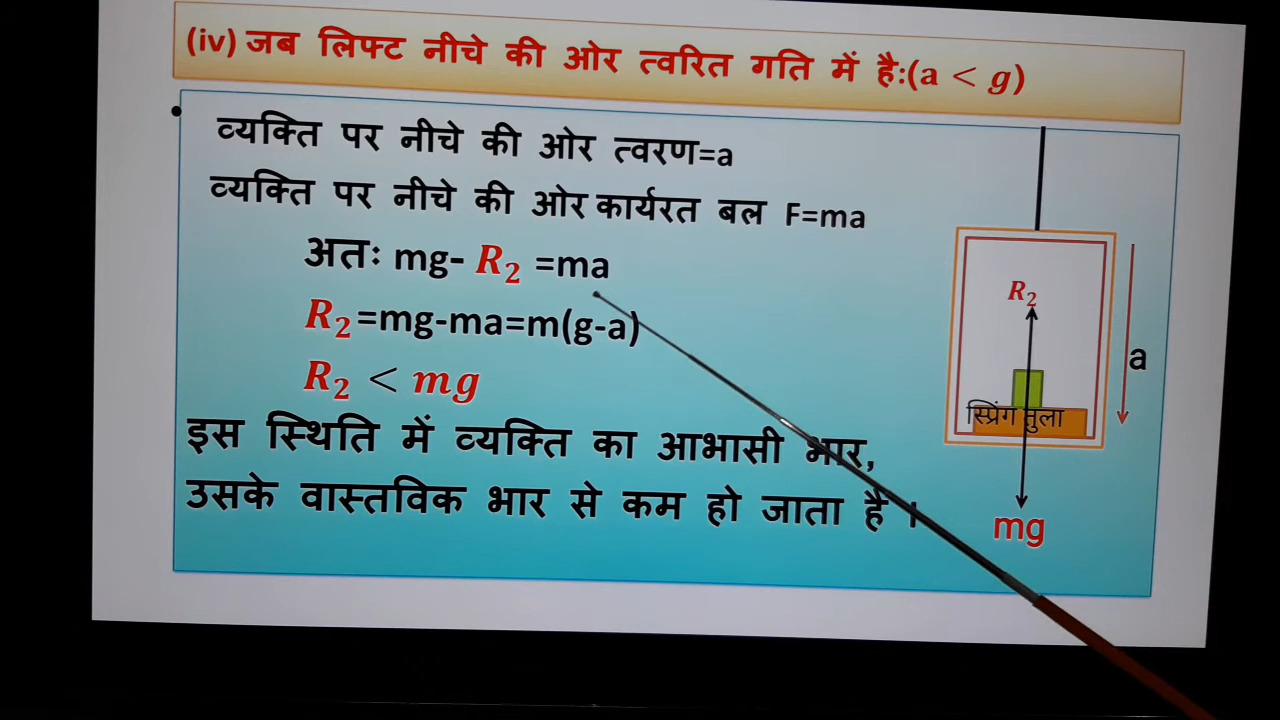 (iv) जब लिफ्ट नीचे की ओर त्वरित गति में है:(a < g)
• व्यक्ति पर नीचे की ओर त्वरण=a
व्यक्ति पर नीचे की ओर कार्यरत बल F=ma
अतः mg- R₂ =ma
R₂=mg-ma=m(g-a)
R₂ < mg
इस स्थिति में व्यक्ति का आभासी भार,
उसके वास्तविक भार से कम हो जाता है ।
R₂
a
स्प्रिंग तुला
mg